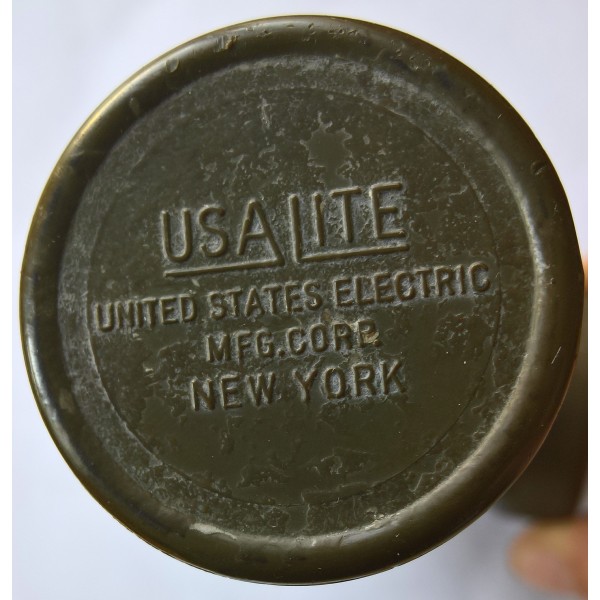 USALITE
UNITED STATES ELECTRIC
MFG.CORP.
NEW YORK